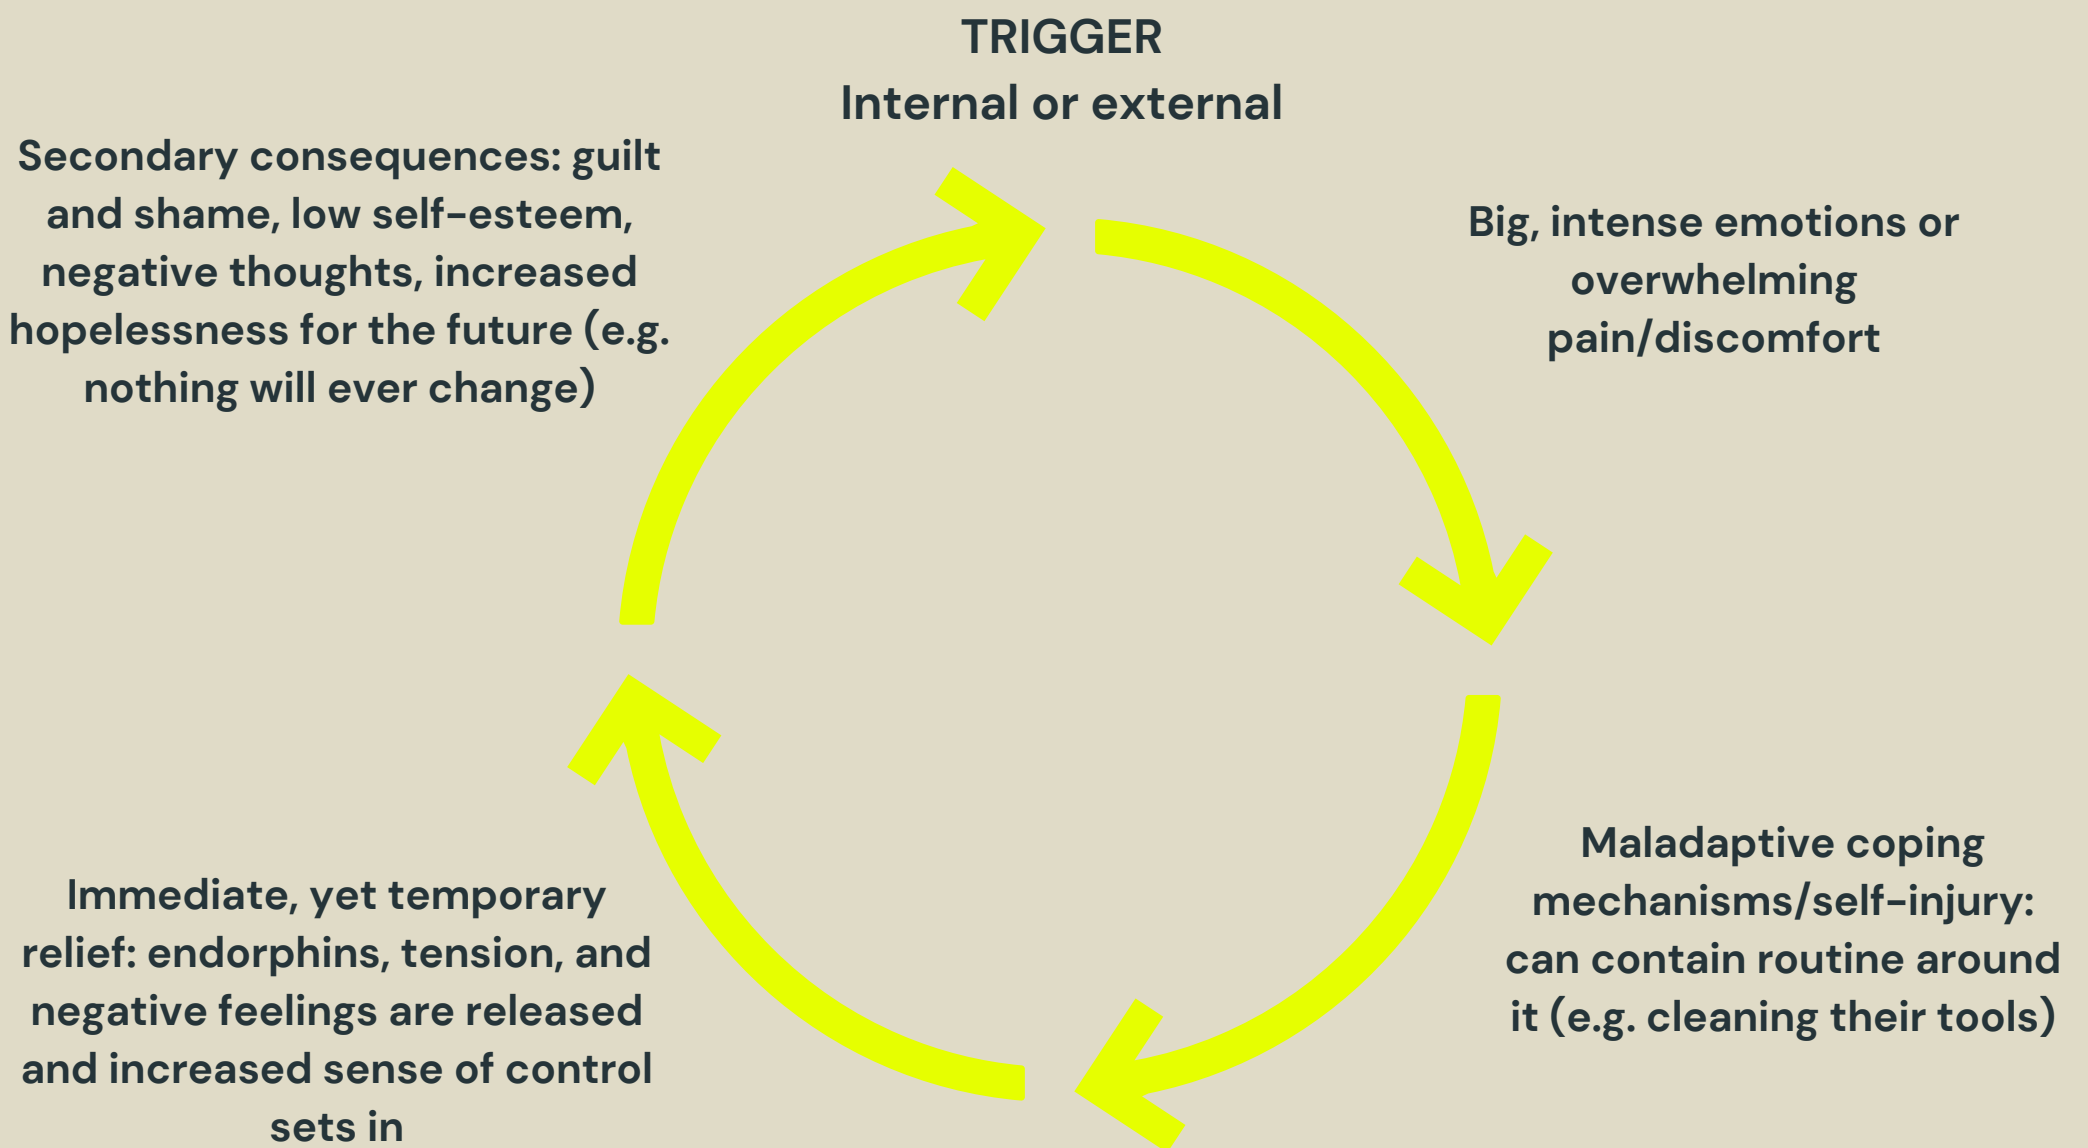 TRIGGER
Internal or external
Big, intense emotions or
overwhelming
pain/discomfort
Maladaptive coping
mechanisms/self-injury:
can contain routine around
it (e.g. cleaning their tools)
Immediate, yet temporary
relief: endorphins, tension, and
negative feelings are released
and increased sense of control
sets in
Secondary consequences: guilt
and shame, low self-esteem,
negative thoughts, increased
hopelessness for the future (e.g.
nothing will ever change)